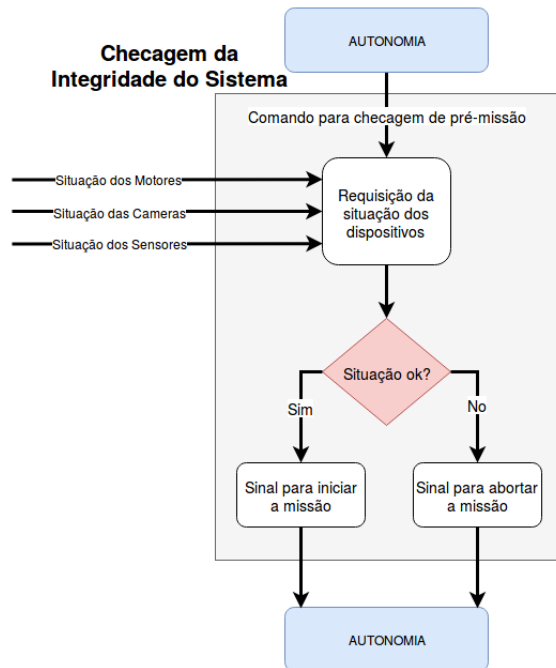 AUTONOMIA
Checagem da
Integridade do Sistema
Comando para checagem de pré-missão
Situação dos Motores
Situação das Cameras
Situação dos Sensores
Requisição da
situação dos
dispositivos
Situação ok?
Sim
No
Sinal para iniciar
a missão
Sinal para abortar
a missão
AUTONOMIA